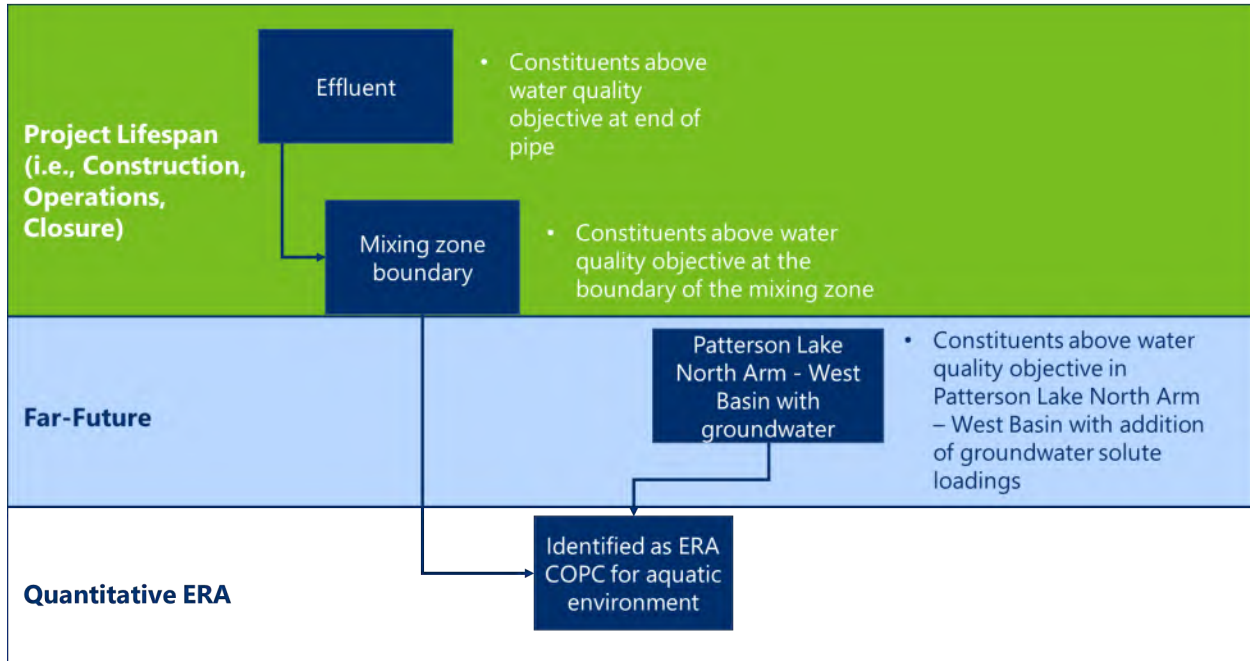 Project Lifespan
(i.e., Construction,
Operations,
Closure)
Effluent
• Constituents above
water quality
objective at end of
pipe
Mixing zone
boundary
• Constituents above water
quality objective at the
boundary of the mixing zone
Far-Future
Patterson Lake
North Arm - West
Basin with
groundwater
• Constituents above water
quality objective in
Patterson Lake North Arm
– West Basin with addition
of groundwater solute
loadings
Quantitative ERA
Identified as ERA
COPC for aquatic
environment